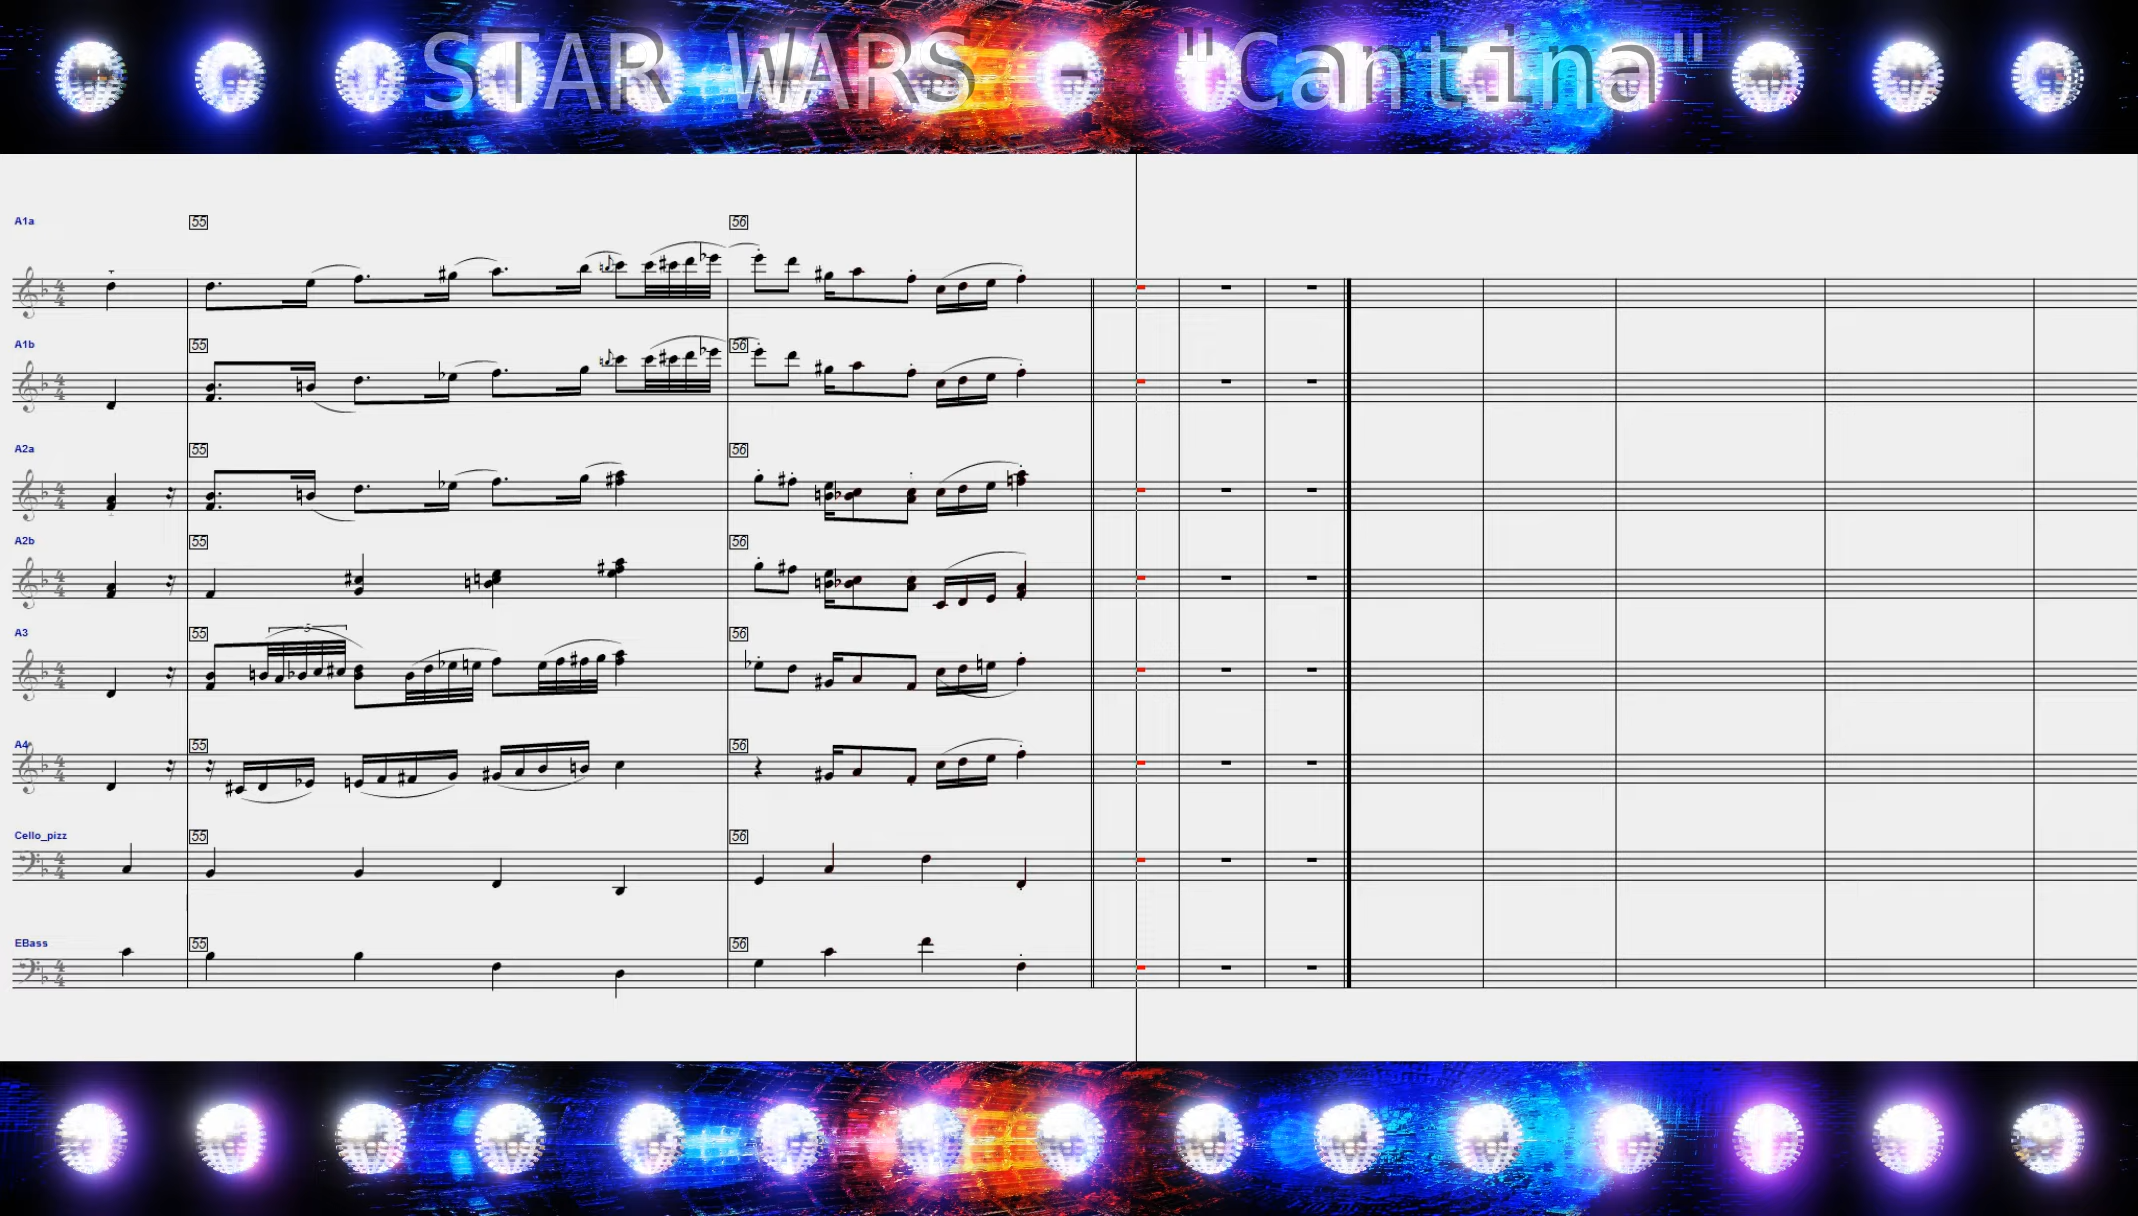 STAR WARS - "Cantina"
A1a 55 56
A1b 55 56
A2a 55 56
A2b 55 56
A3 55 5 56
A4 55 56
Cello_pizz 55 56
EBass 55 56